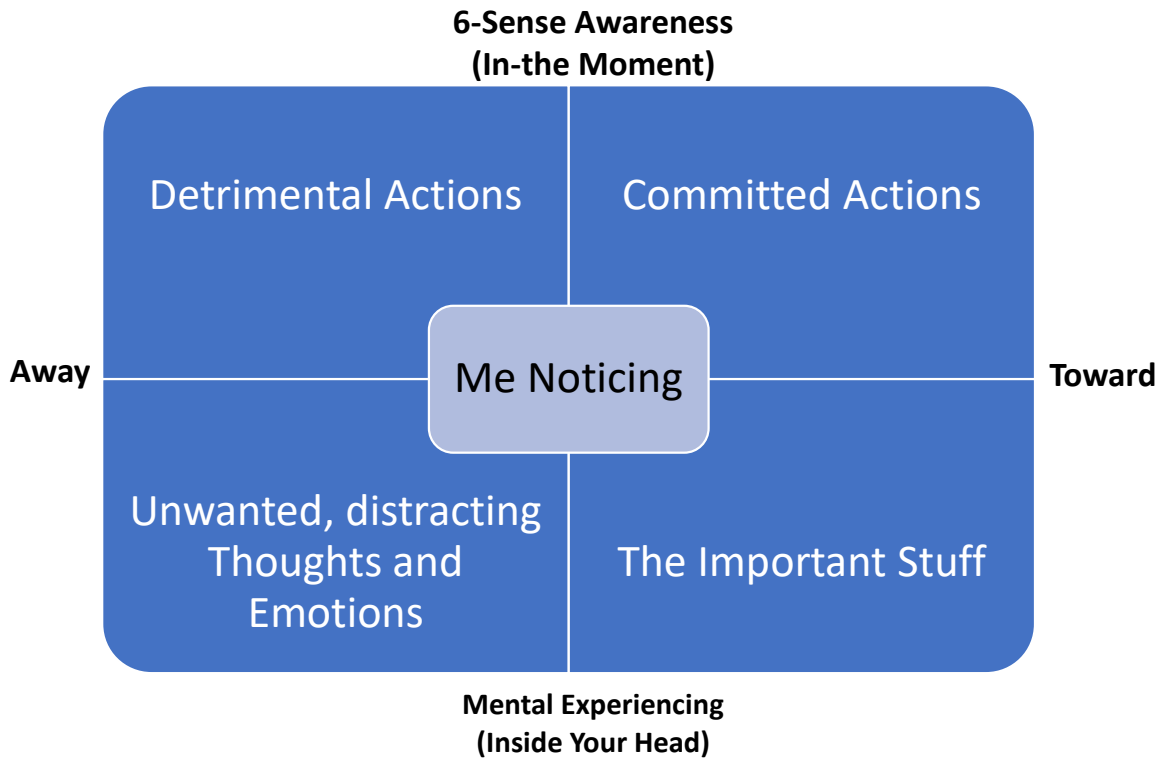 6-Sense Awareness
(In-the Moment)
Detrimental Actions
Committed Actions
Away
Me Noticing
Toward
Unwanted, distracting
Thoughts and
Emotions
The Important Stuff
Mental Experiencing
(Inside Your Head)